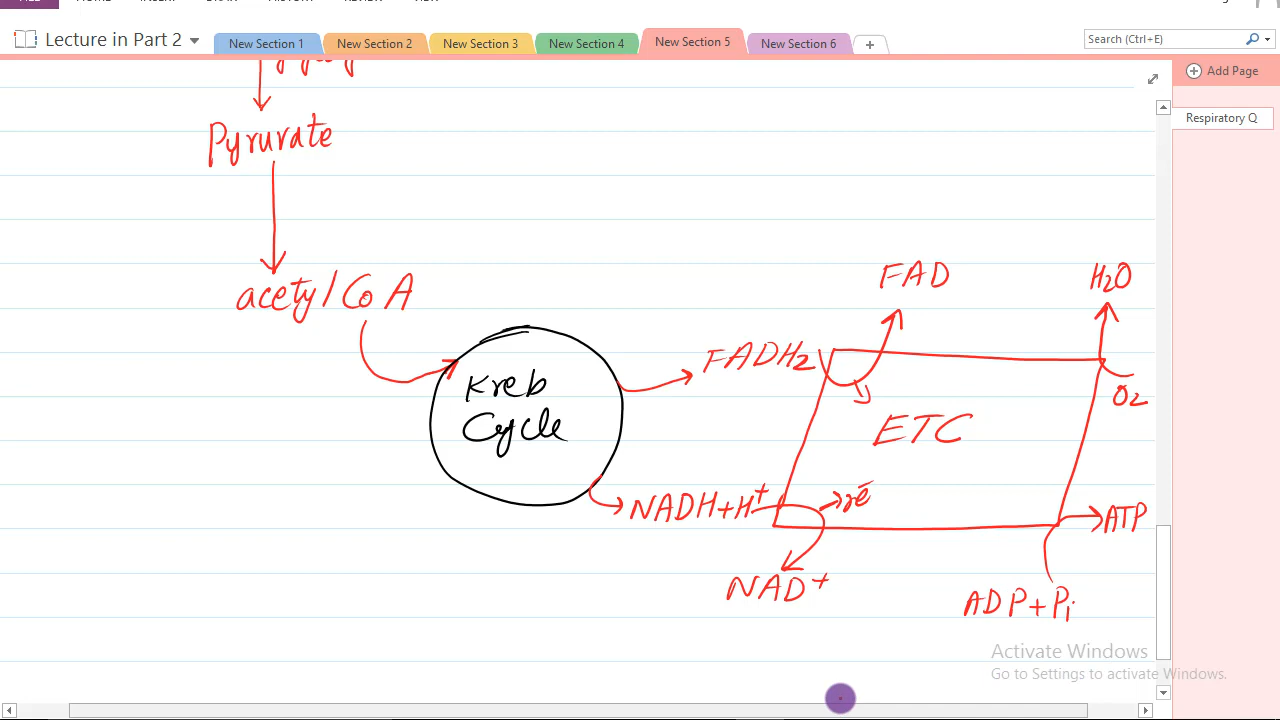 Lecture in Part 2
New Section 1
New Section 2
New Section 3
New Section 4
New Section 5
New Section 6
Search (Ctrl+E)
Add Page
Respiratory Q
Pyruvate
acetyl CoA
Kreb
Cycle
FADH2
FAD
H2O
O2
ETC
NADH+H+
NAD+
ATP
ADP+Pi
Activate Windows
Go to Settings to activate Windows.